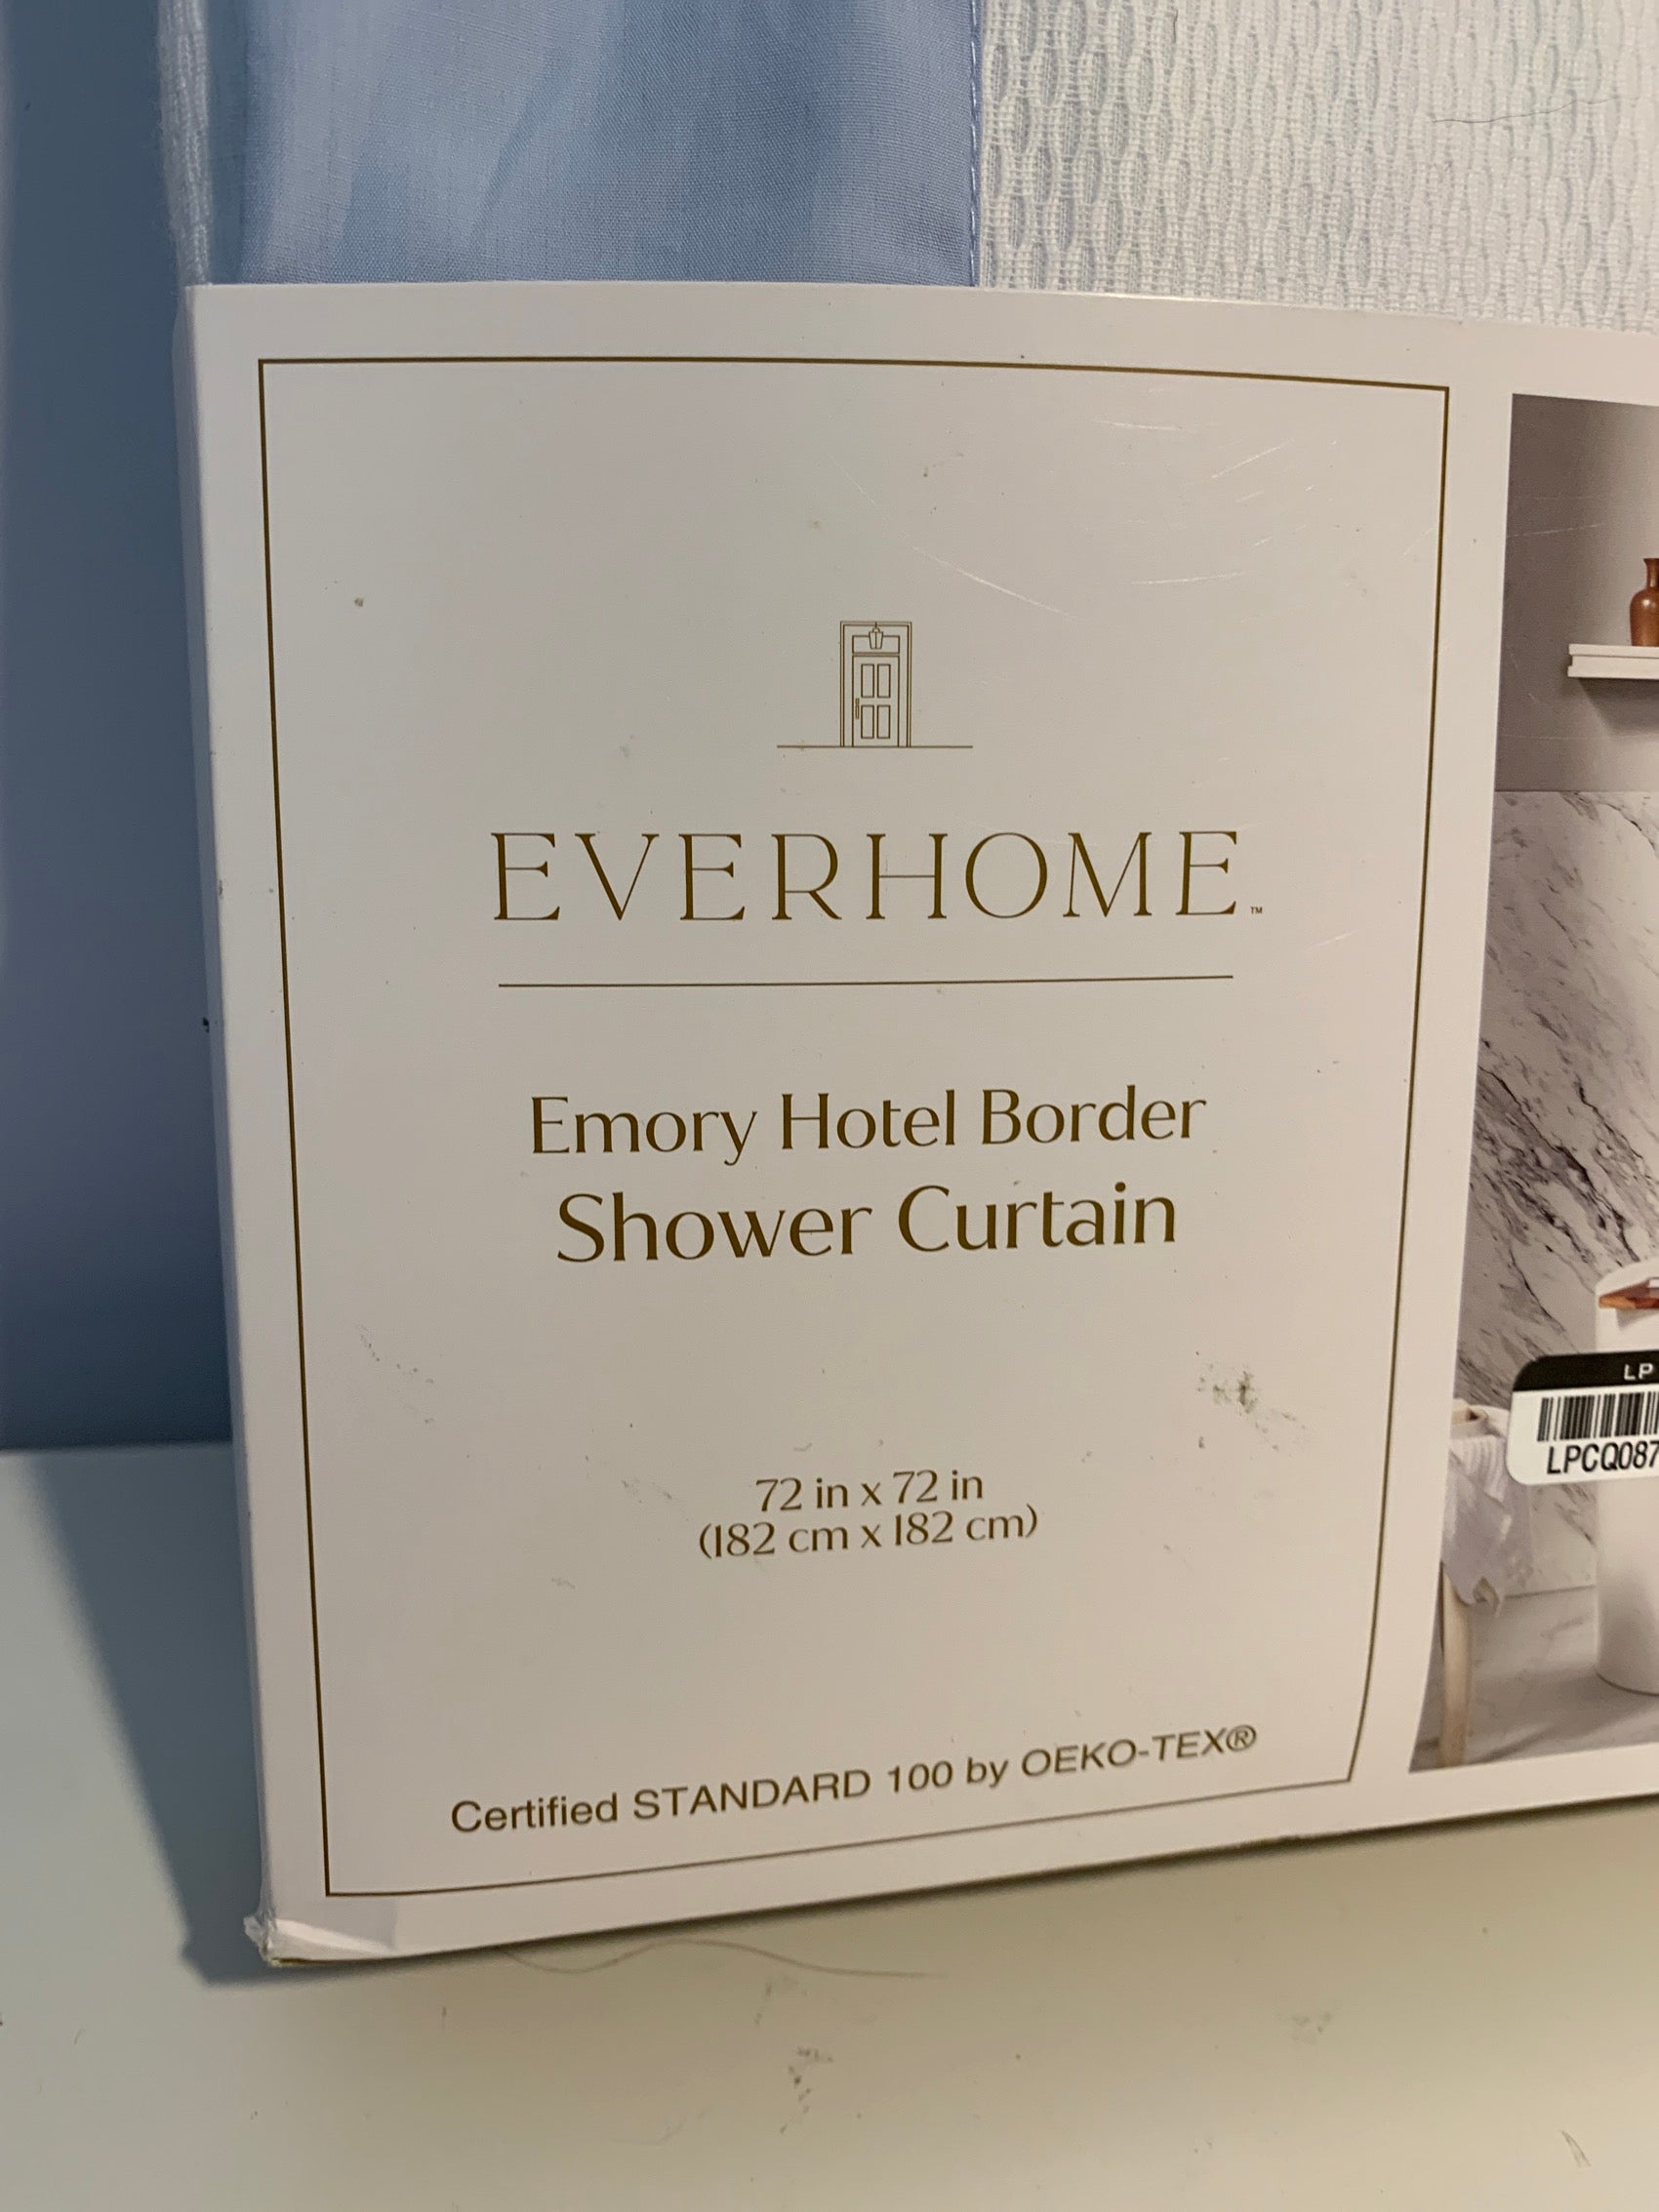 EVERHOME™
Emory Hotel Border
Shower Curtain
72 in x 72 in
(182 cm x 182 cm)
Certified STANDARD 100 by OEKO-TEX®
LP
LPCQ087